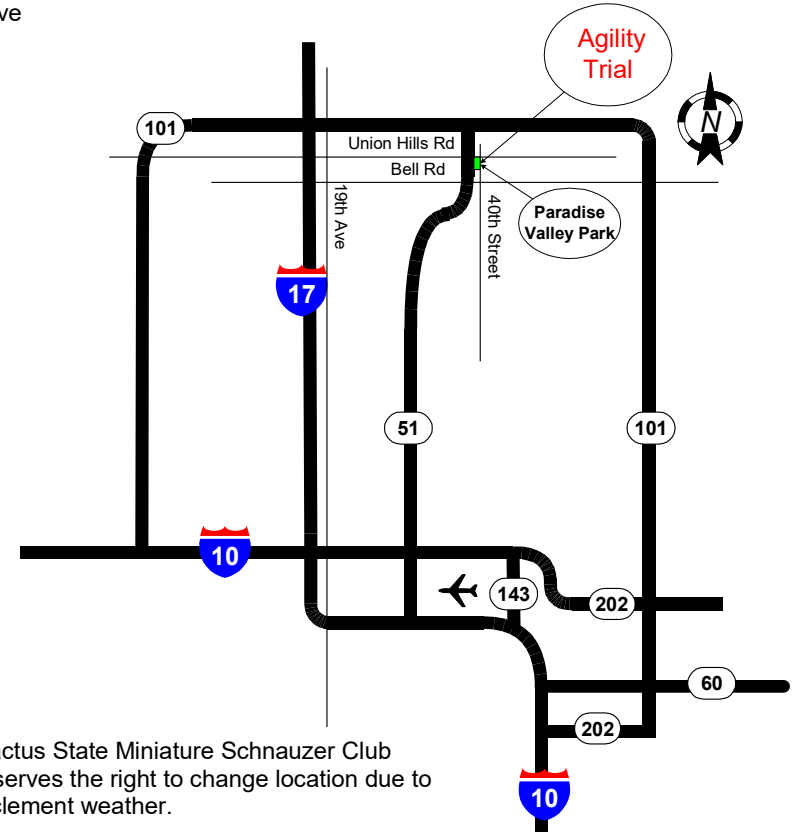 ve
Agility
Trial
N
101
Union Hills Rd
Bell Rd
19th Ave
40th Street
Paradise
Valley Park
17
51
101
10
143
202
60
202
10
actus State Miniature Schnauzer Club
serves the right to change location due to
clement weather.